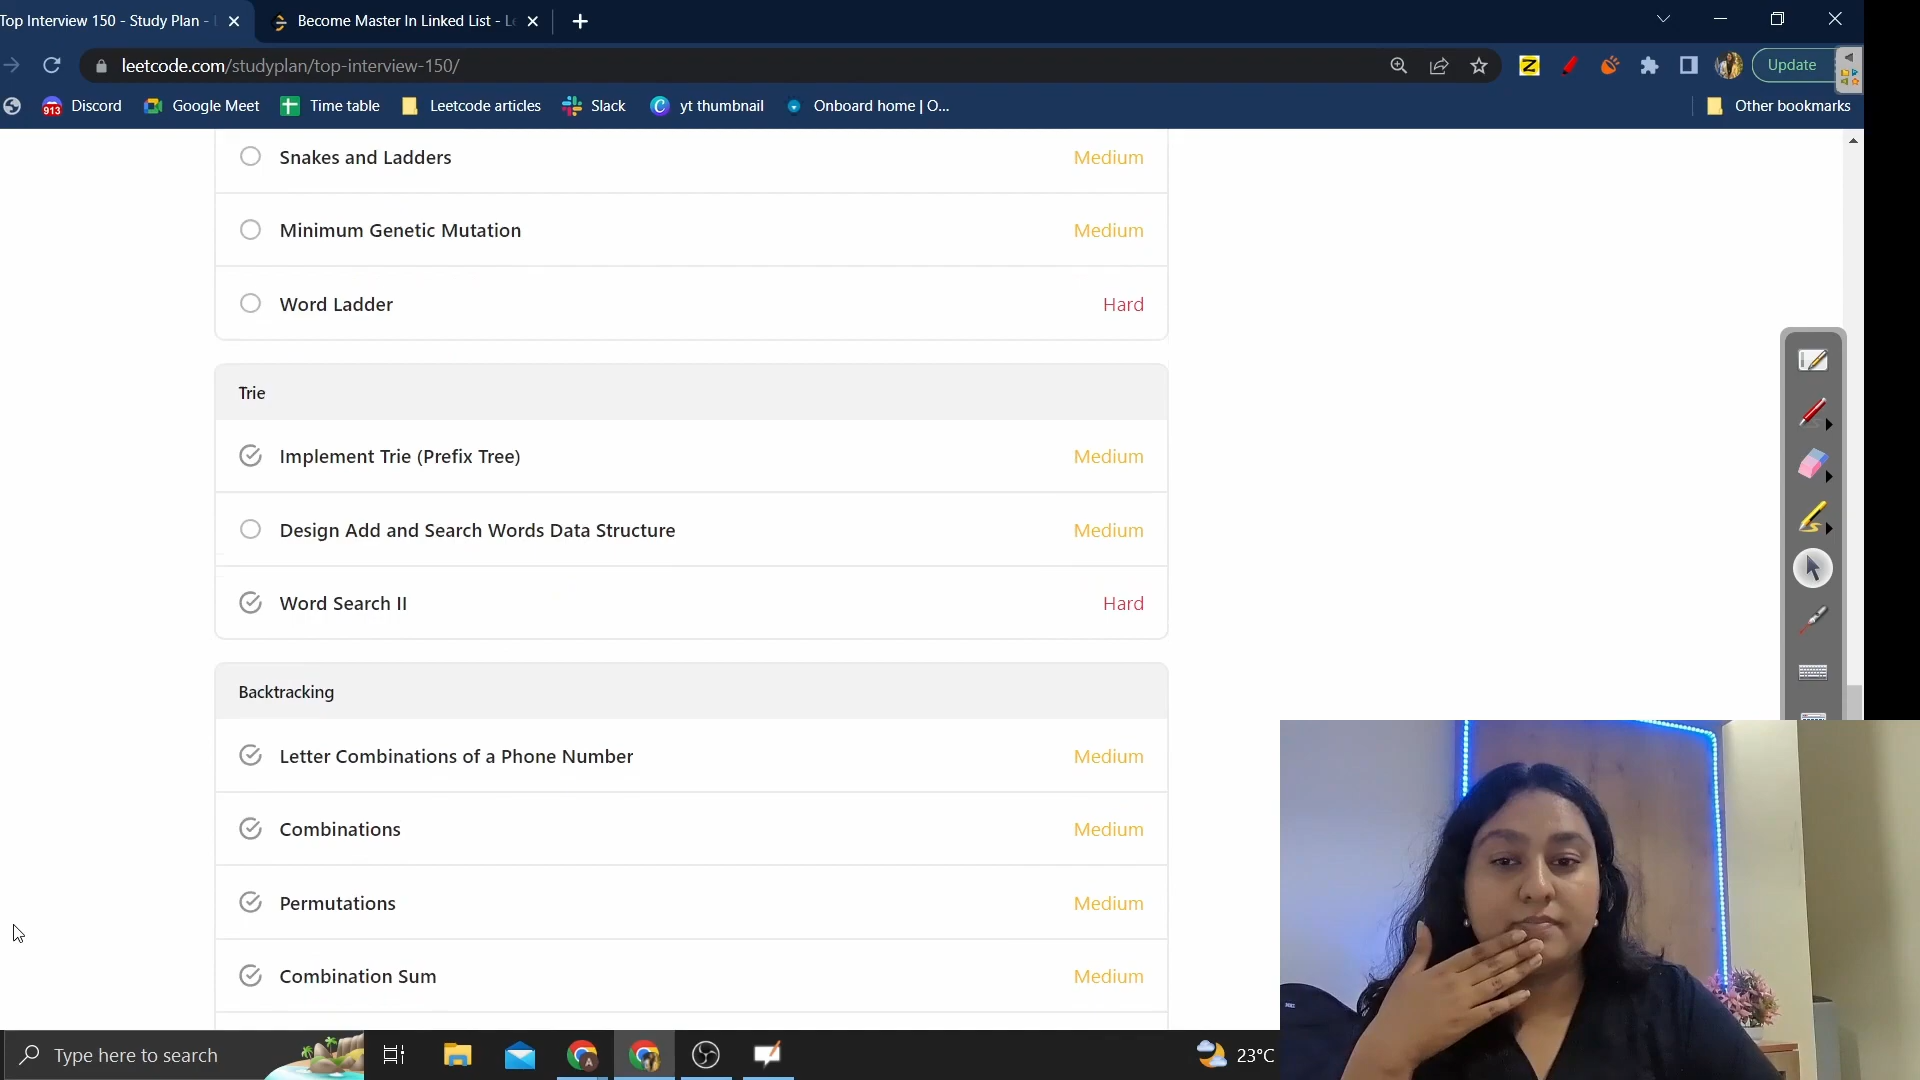 Top Interview 150 - Study Plan -
Become Master In Linked List - Le
leetcode.com/studyplan/top-interview-150/
Update
913 Discord
Google Meet
Time table
Leetcode articles
Slack
yt thumbnail
Onboard home | O...
Other bookmarks
Snakes and Ladders Medium
Minimum Genetic Mutation Medium
Word Ladder Hard
Trie
Implement Trie (Prefix Tree) Medium
Design Add and Search Words Data Structure Medium
Word Search II Hard
Backtracking
Letter Combinations of a Phone Number Medium
Combinations Medium
Permutations Medium
Combination Sum Medium
Type here to search
23°C